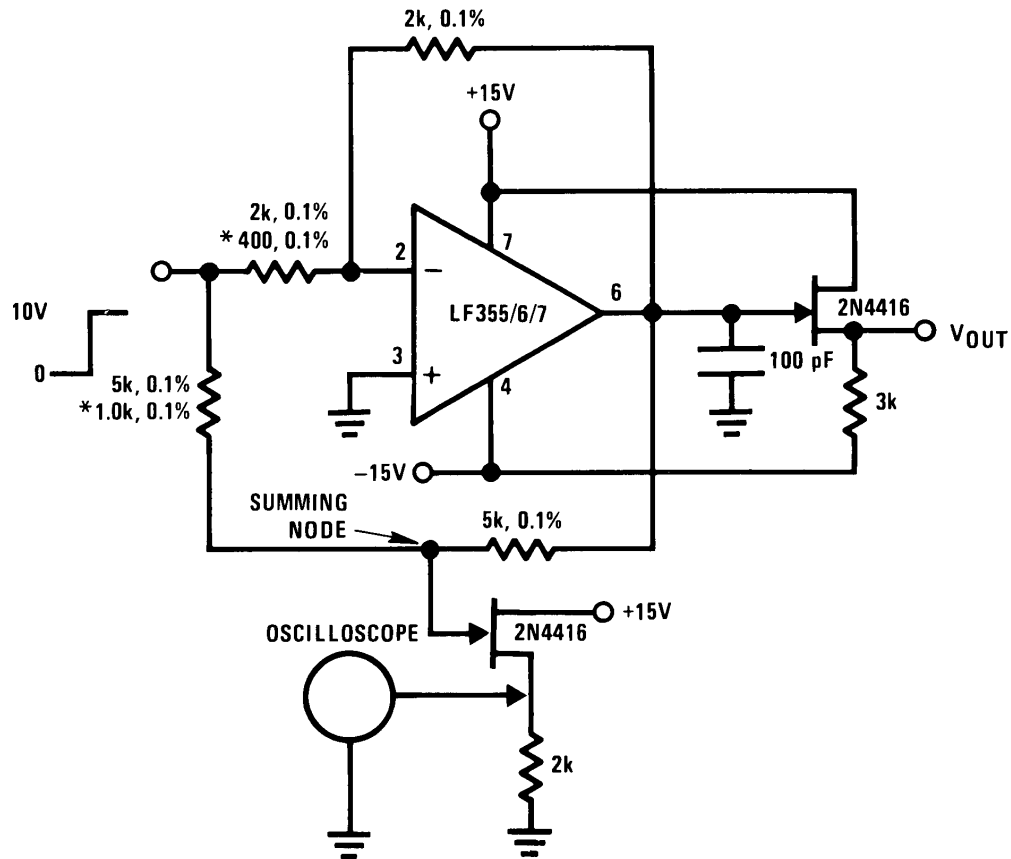 2k, 0.1%
+15V
2k, 0.1%
*400, 0.1%
2
7
−
6
LF355/6/7
2N4416
10V
VOUT
3
+
4
100 pF
0
5k, 0.1%
*1.0k, 0.1%
3k
−15V
SUMMING
NODE
5k, 0.1%
+15V
OSCILLOSCOPE
2N4416
2k